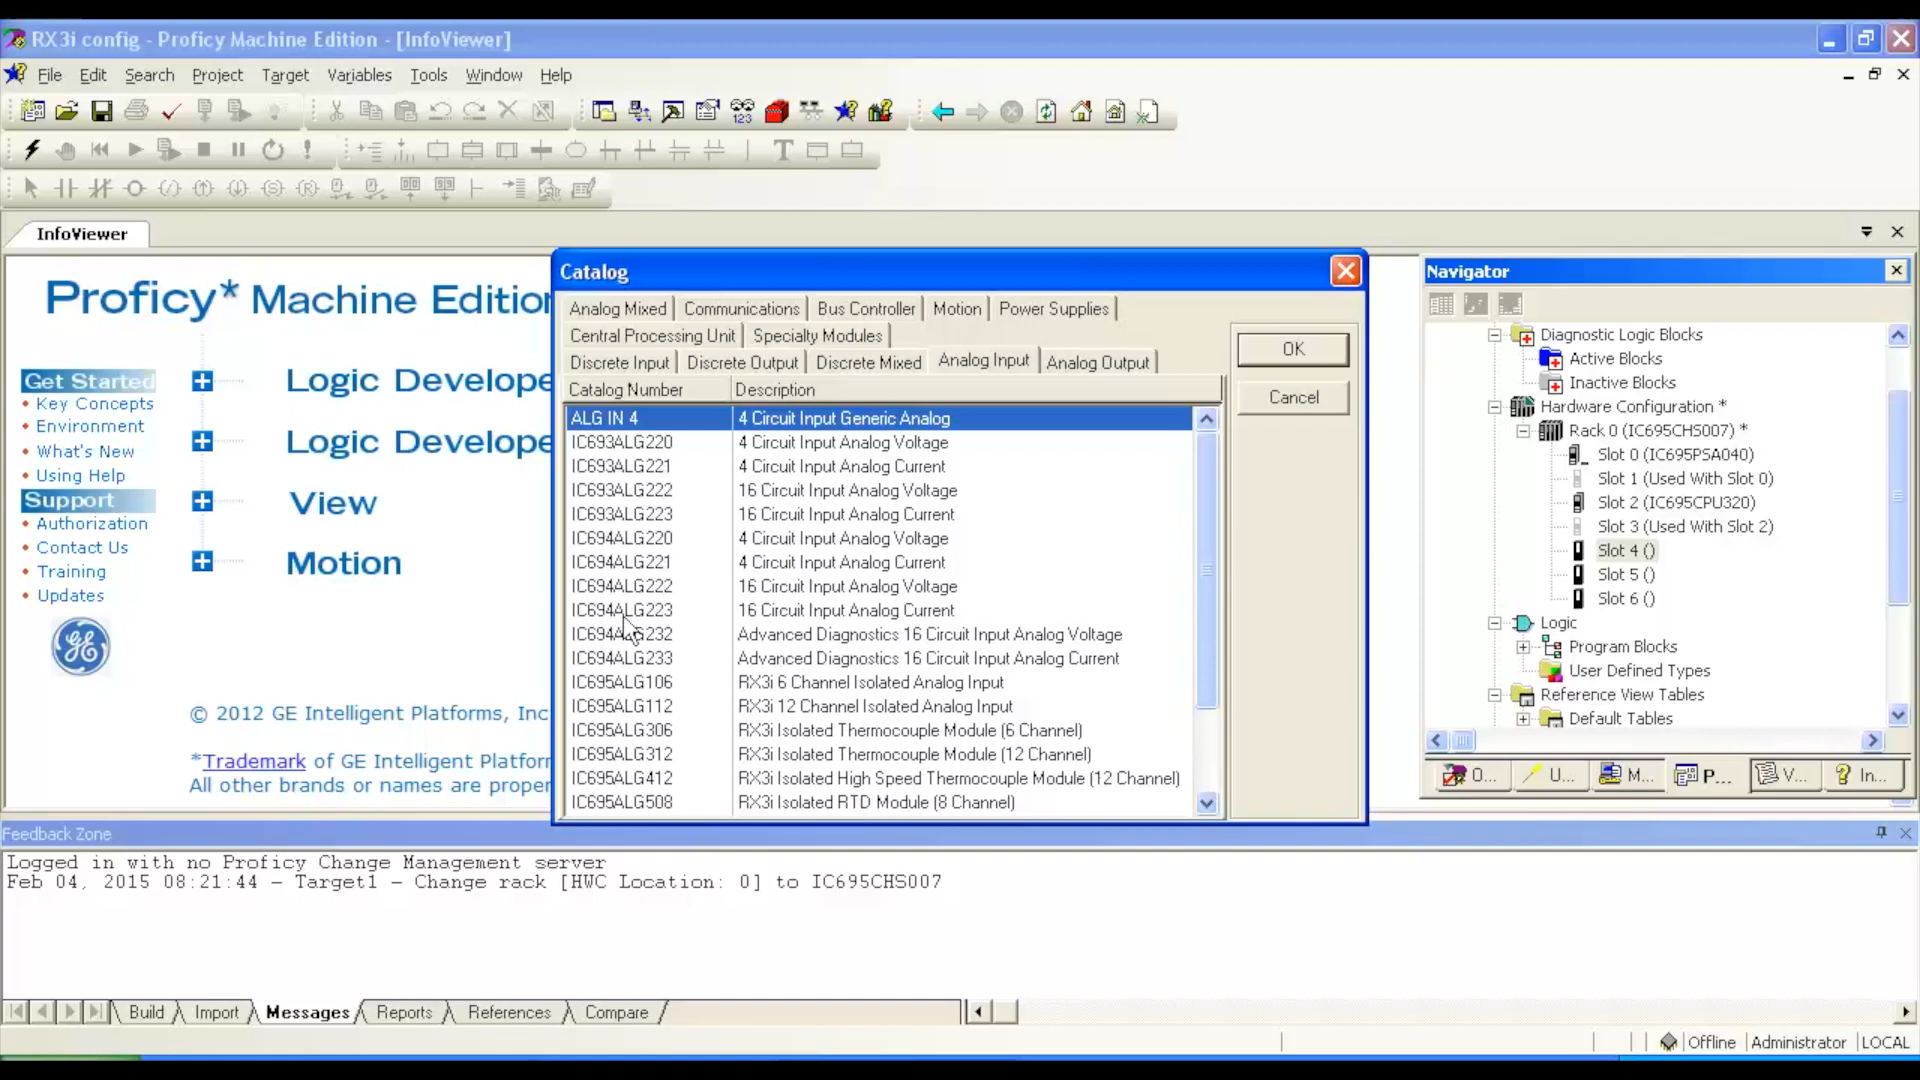 RX3i config - Proficy Machine Edition - [InfoViewer]
File Edit Search Project Target Variables Tools Window Help
InfoViewer
Proficy* Machine Edition
Get Started
Key Concepts
Environment
What's New
Using Help
Support
Authorization
Contact Us
Training
Updates
Logic Develope
Logic Develope
View
Motion
© 2012 GE Intelligent Platforms, Inc
*Trademark of GE Intelligent Platform
All other brands or names are proper
Catalog
Analog Mixed Communications Bus Controller Motion Power Supplies
Central Processing Unit Specialty Modules
Discrete Input Discrete Output Discrete Mixed Analog Input Analog Output
Catalog Number Description
ALG IN 4 4 Circuit Input Generic Analog
IC693ALG220 4 Circuit Input Analog Voltage
IC693ALG221 4 Circuit Input Analog Current
IC693ALG222 16 Circuit Input Analog Voltage
IC693ALG223 16 Circuit Input Analog Current
IC694ALG220 4 Circuit Input Analog Voltage
IC694ALG221 4 Circuit Input Analog Current
IC694ALG222 16 Circuit Input Analog Voltage
IC694ALG223 16 Circuit Input Analog Current
IC694ALG232 Advanced Diagnostics 16 Circuit Input Analog Voltage
IC694ALG233 Advanced Diagnostics 16 Circuit Input Analog Current
IC695ALG106 RX3i 6 Channel Isolated Analog Input
IC695ALG112 RX3i 12 Channel Isolated Analog Input
IC695ALG306 RX3i Isolated Thermocouple Module (6 Channel)
IC695ALG312 RX3i Isolated Thermocouple Module (12 Channel)
IC695ALG412 RX3i Isolated High Speed Thermocouple Module (12 Channel)
IC695ALG508 RX3i Isolated RTD Module (8 Channel)
OK
Cancel
Navigator
Diagnostic Logic Blocks
Active Blocks
Inactive Blocks
Hardware Configuration *
Rack 0 (IC695CHS007) *
Slot 0 (IC695PSA040)
Slot 1 (Used With Slot 0)
Slot 2 (IC695CPU320)
Slot 3 (Used With Slot 2)
Slot 4 ()
Slot 5 ()
Slot 6 ()
Logic
Program Blocks
User Defined Types
Reference View Tables
Default Tables
O... U... M... P... V... In...
Feedback Zone
Logged in with no Proficy Change Management server
Feb 04, 2015 08:21:44 - Target1 - Change rack [HWC Location: 0] to IC695CHS007
Build Import Messages Reports References Compare
Offline Administrator LOCAL